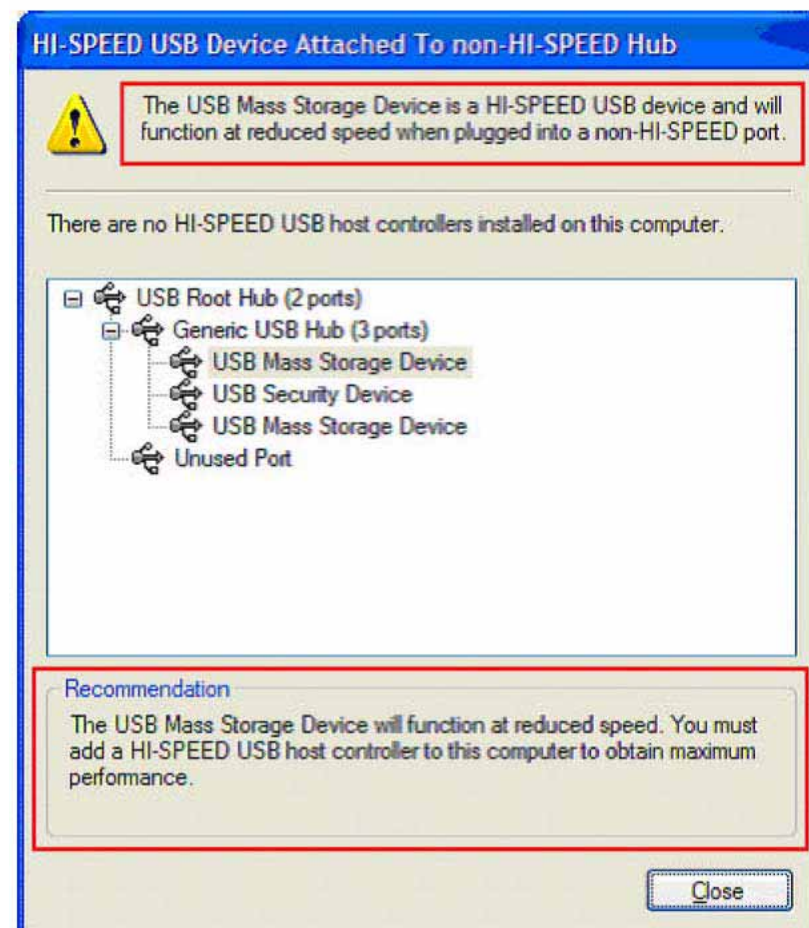 HI-SPEED USB Device Attached To non-HI-SPEED Hub
The USB Mass Storage Device is a HI-SPEED USB device and will
function at reduced speed when plugged into a non-HI-SPEED port.
There are no HI-SPEED USB host controllers installed on this computer.
USB Root Hub (2 ports)
Generic USB Hub (3 ports)
USB Mass Storage Device
USB Security Device
USB Mass Storage Device
Unused Port
Recommendation
The USB Mass Storage Device will function at reduced speed. You must
add a HI-SPEED USB host controller to this computer to obtain maximum
performance.
Close